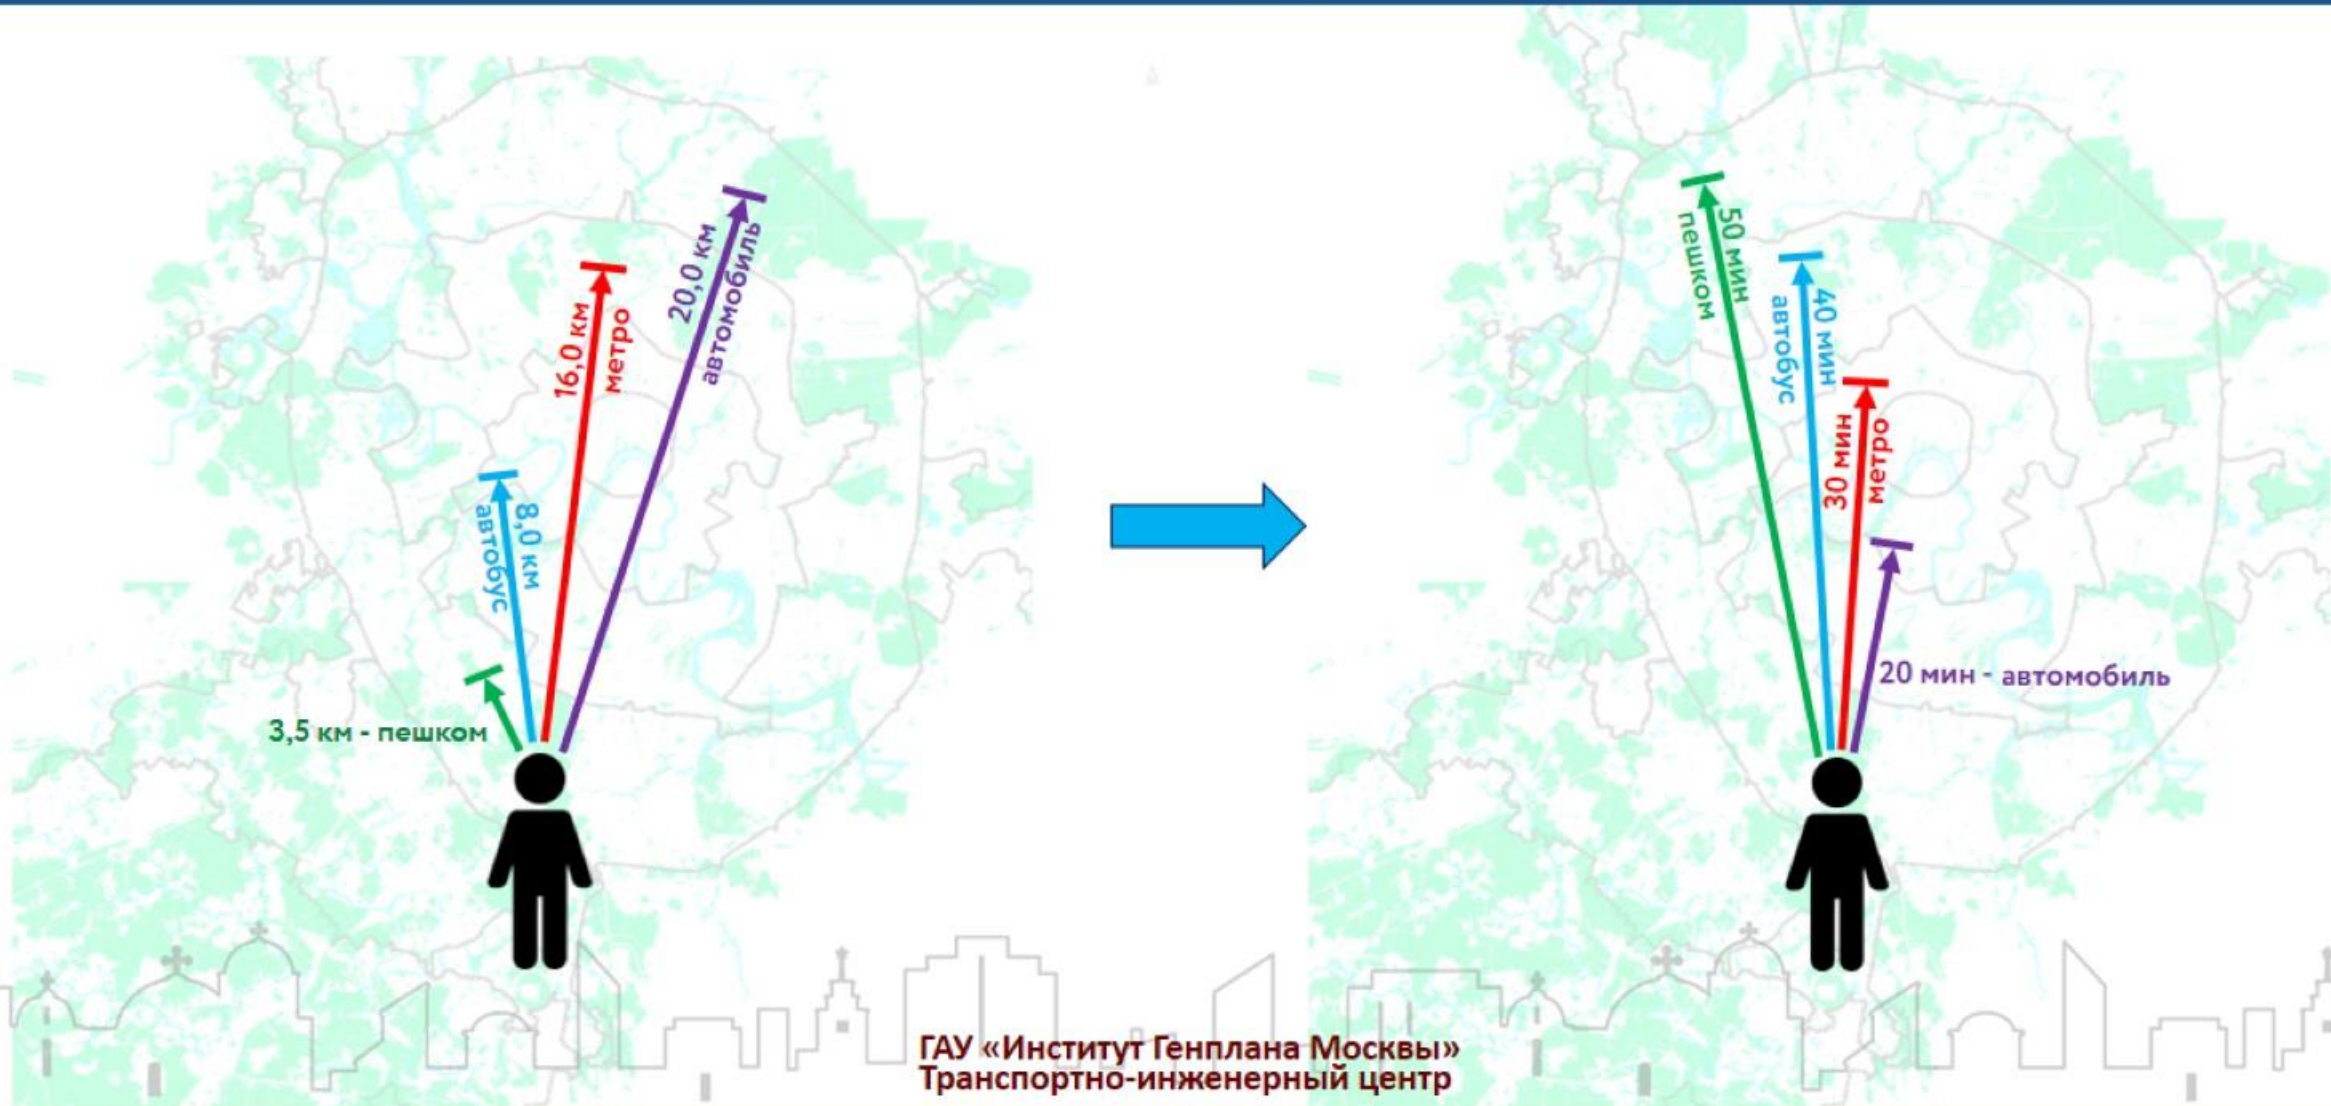 20,0 км
автомобиль
16,0 км
метро
8,0 км
автобус
3,5 км - пешком
50 мин
пешком
40 мин
автобус
30 мин
метро
20 мин - автомобиль
ГАУ «Институт Генплана Москвы»
Транспортно-инженерный центр